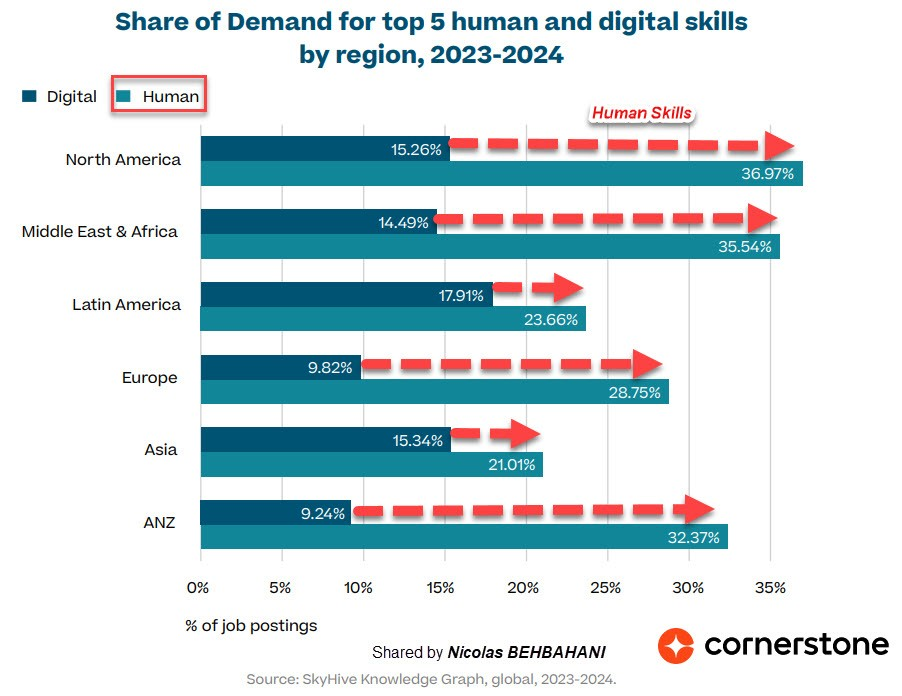 Share of Demand for top 5 human and digital skills
by region, 2023-2024
Digital Human
Human Skills
North America 15.26%
36.97%
Middle East & Africa 14.49%
35.54%
Latin America 17.91%
23.66%
Europe 9.82%
28.75%
Asia 15.34%
21.01%
ANZ 9.24%
32.37%
0% 5% 10% 15% 20% 25% 30% 35%
% of job postings
Shared by Nicolas BEHBAHANI
cornerstone
Source: SkyHive Knowledge Graph, global, 2023-2024.